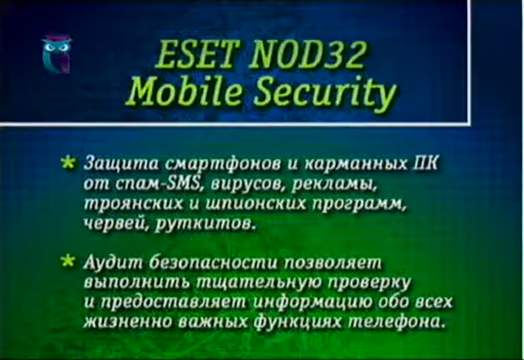 ESET NOD32
Mobile Security
* Защита смартфонов и карманных ПК
от спам-SMS, вирусов, рекламы,
троянских и шпионских программ,
червей, руткитов.
* Аудит безопасности позволяет
выполнить тщательную проверку
и предоставляет информацию обо всех
жизненно важных функциях телефона.